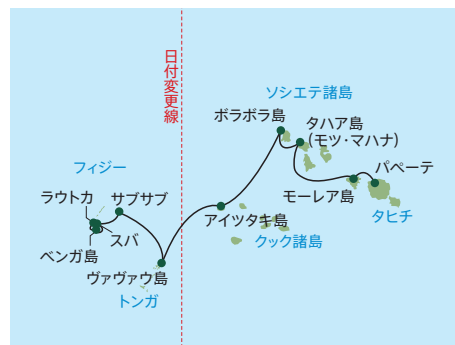 日付変更線
ソシエテ諸島
ボラボラ島
タハア島
(モツ・マハナ)
パペーテ
フィジー
モーレア島
ラウトカ
サブサブ
タヒチ
アイツタキ島
スバ
クック諸島
ベンガ島
ヴァヴァウ島
トンガ